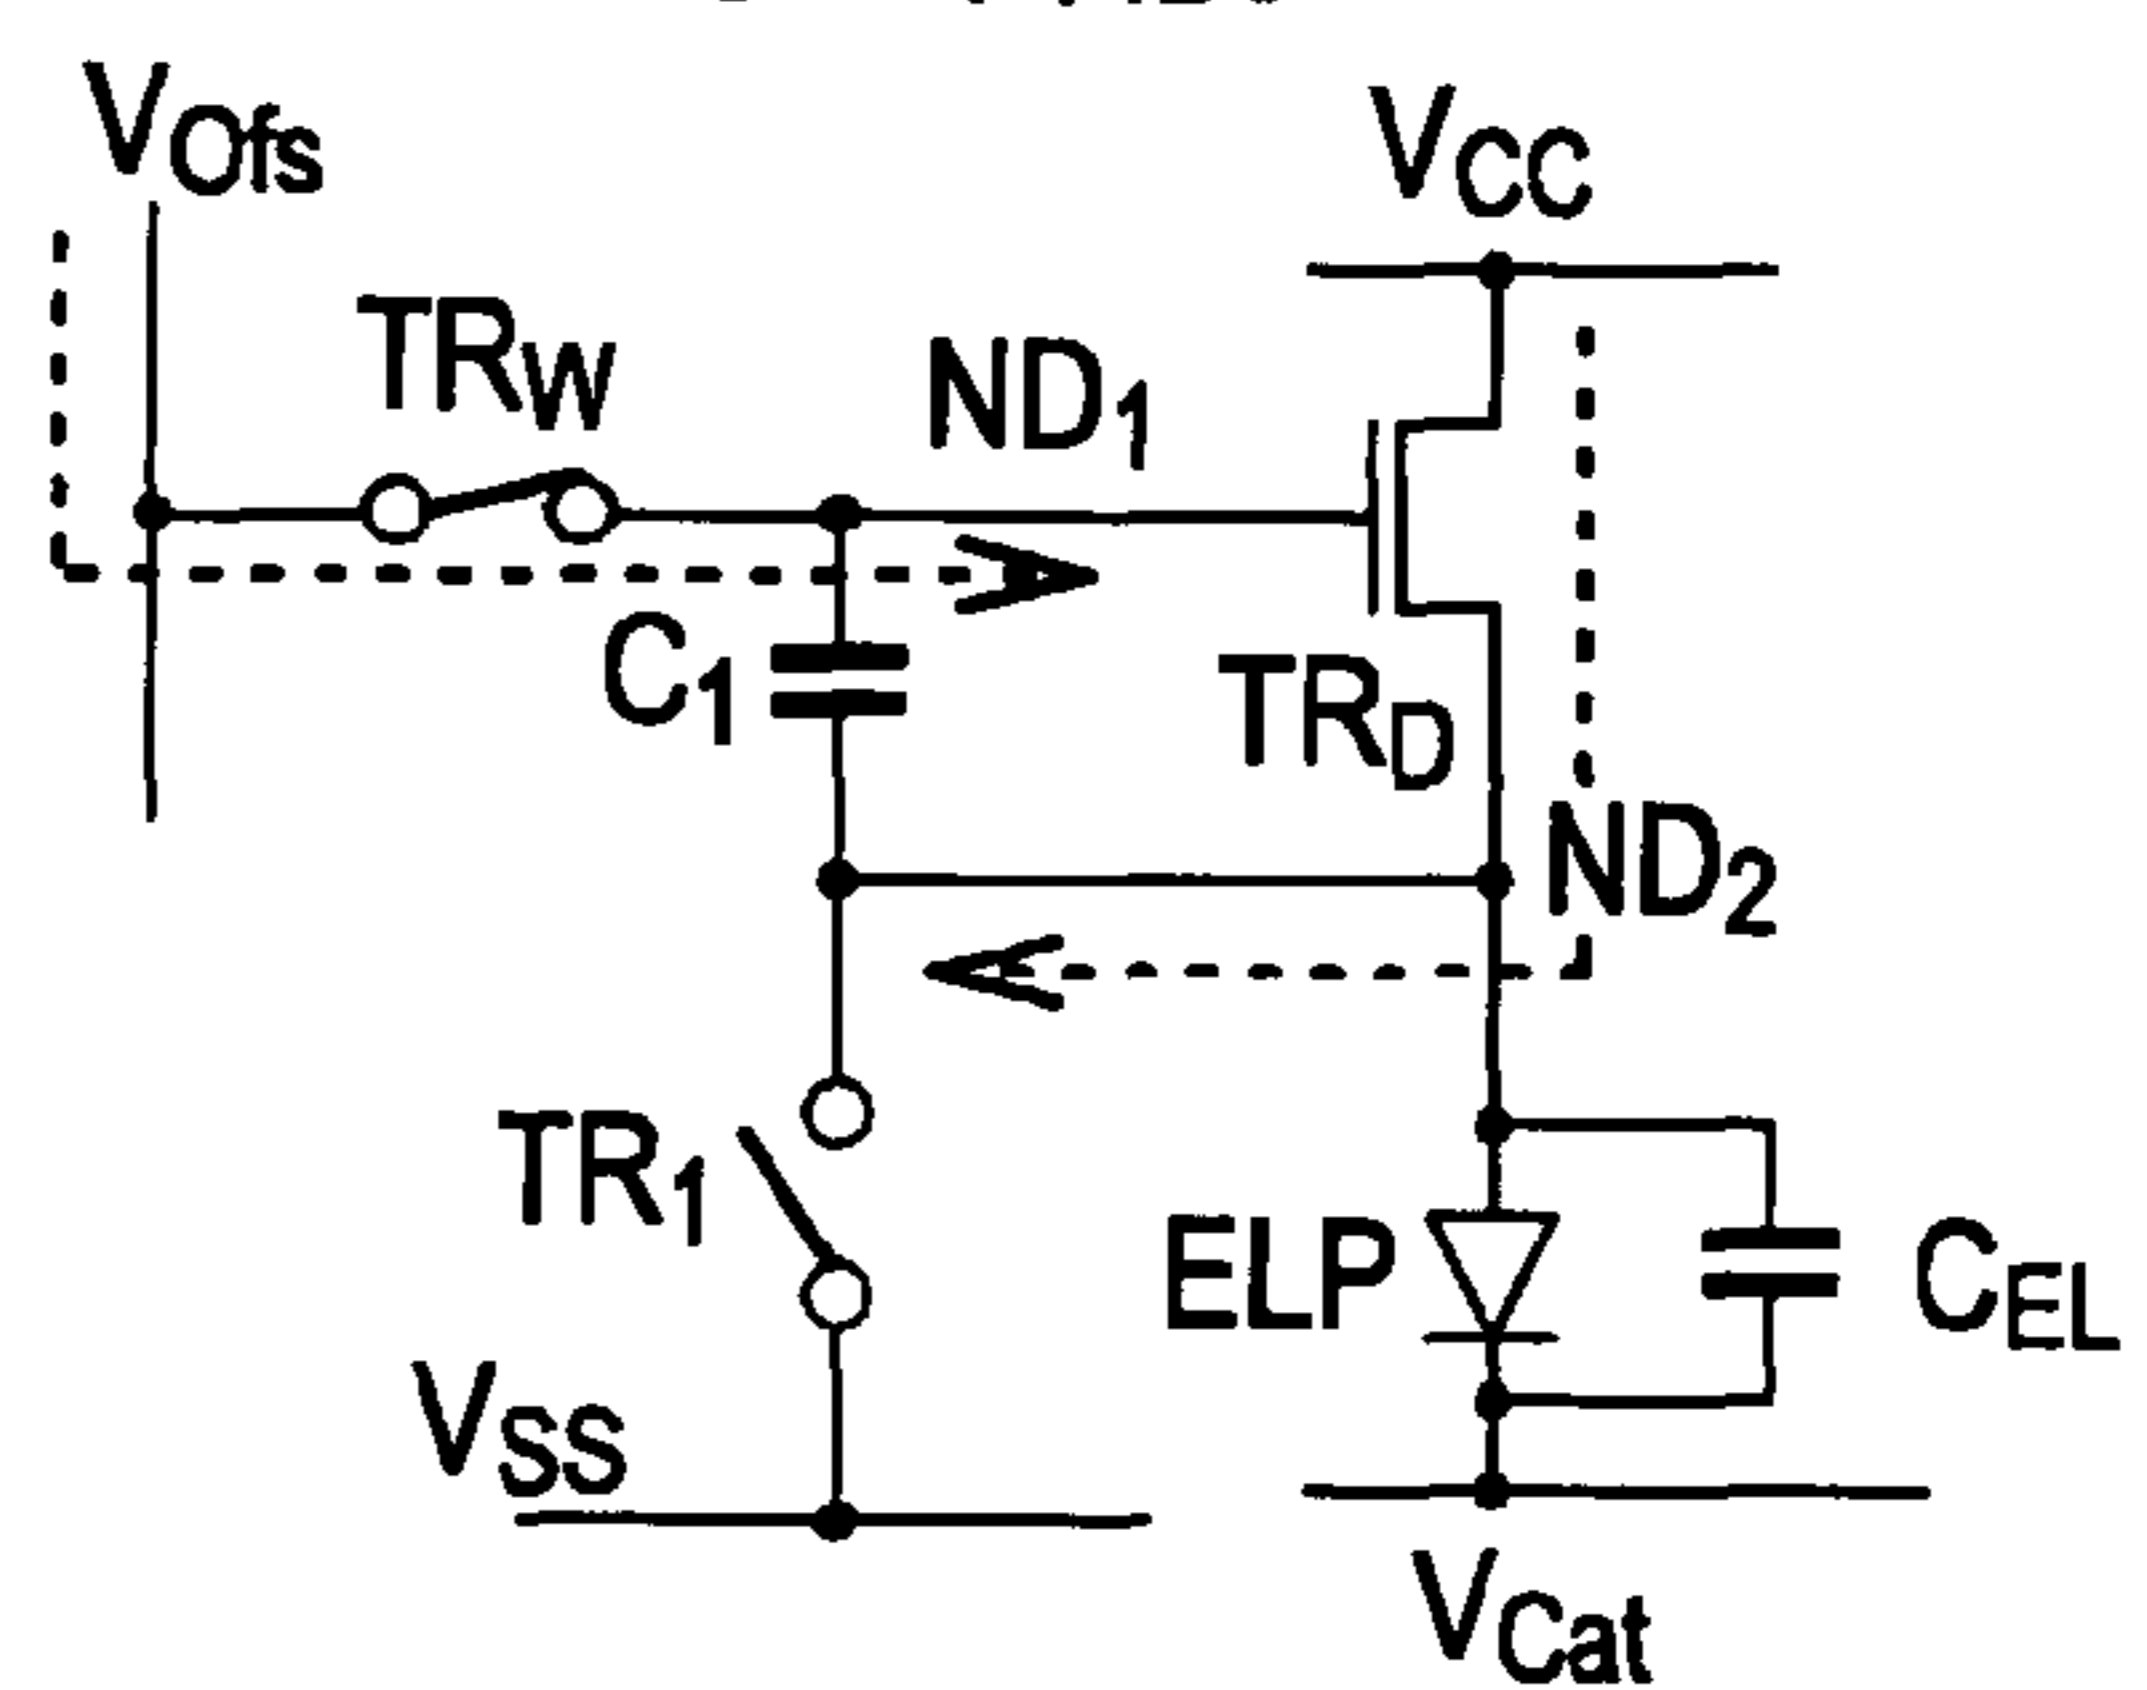 VOfs
VCC
TRW
ND1
C1
TRD
ND2
TR1
ELP
CEL
VSS
VCat